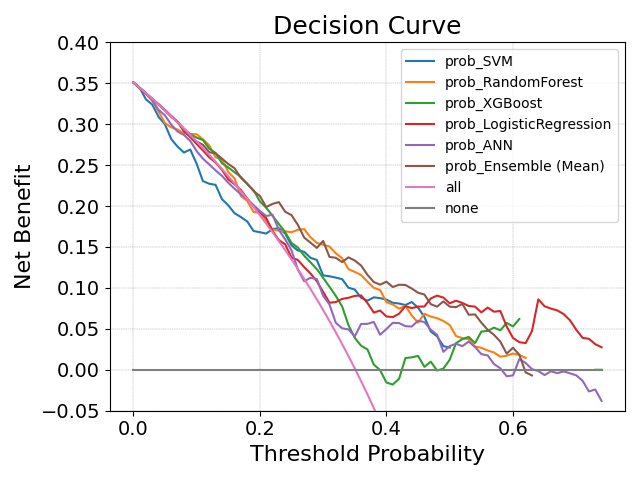 Decision Curve
Net Benefit
0.40
0.35
0.30
0.25
0.20
0.15
0.10
0.05
0.00
−0.05
prob_SVM
prob_RandomForest
prob_XGBoost
prob_LogisticRegression
prob_ANN
prob_Ensemble (Mean)
all
none
0.0 0.2 0.4 0.6
Threshold Probability